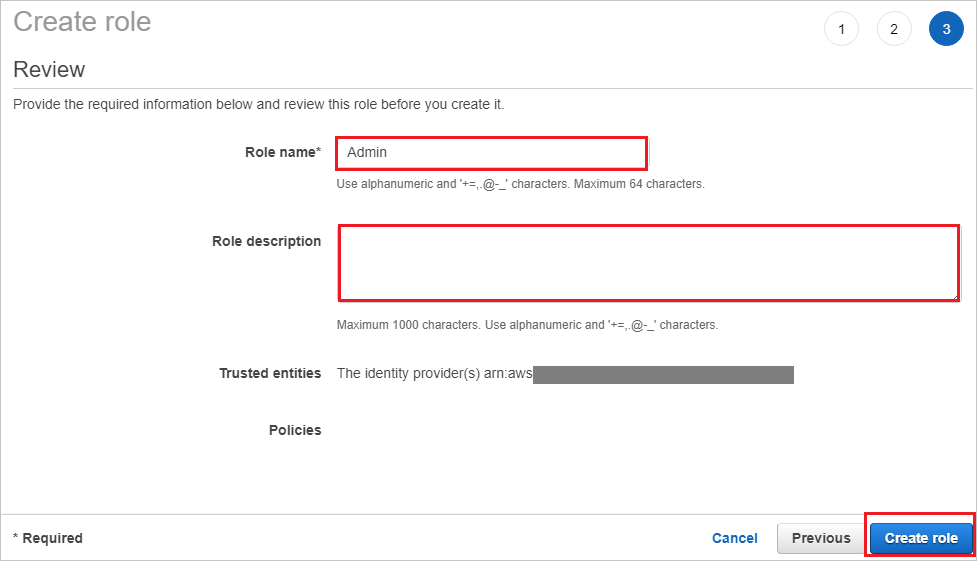 Create role
1 2 3
Review
Provide the required information below and review this role before you create it.
Role name* Admin
Use alphanumeric and '+=,.@-_' characters. Maximum 64 characters.
Role description
Maximum 1000 characters. Use alphanumeric and '+=,.@-_' characters.
Trusted entities The identity provider(s) arn:aws
Policies
* Required Cancel Previous Create role